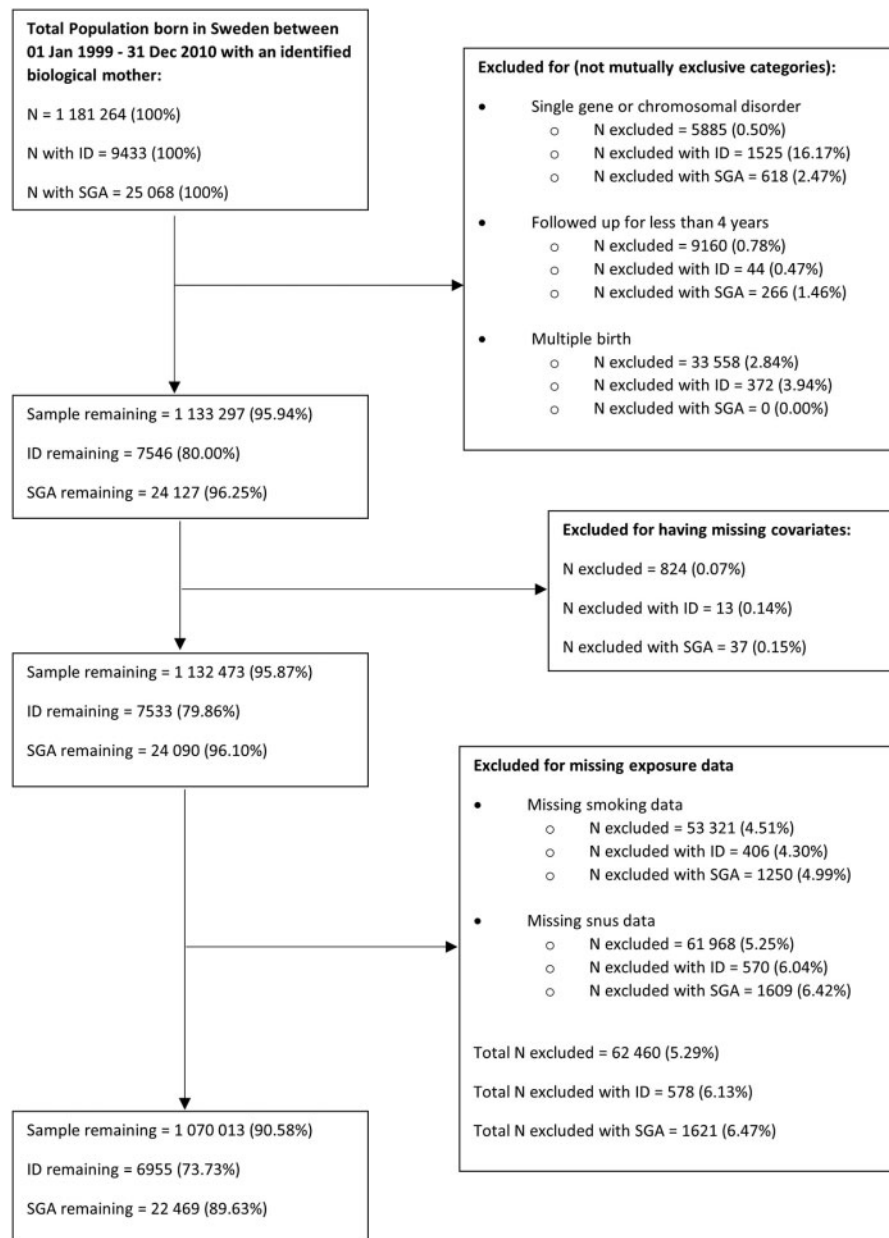 Total Population born in Sweden between
01 Jan 1999 - 31 Dec 2010 with an identified
biological mother:
N = 1 181 264 (100%)
N with ID = 9433 (100%)
N with SGA = 25 068 (100%)
Excluded for (not mutually exclusive categories):
• Single gene or chromosomal disorder
o N excluded = 5885 (0.50%)
o N excluded with ID = 1525 (16.17%)
o N excluded with SGA = 618 (2.47%)
• Followed up for less than 4 years
o N excluded = 9160 (0.78%)
o N excluded with ID = 44 (0.47%)
o N excluded with SGA = 266 (1.46%)
• Multiple birth
o N excluded = 33 558 (2.84%)
o N excluded with ID = 372 (3.94%)
o N excluded with SGA = 0 (0.00%)
Sample remaining = 1 133 297 (95.94%)
ID remaining = 7546 (80.00%)
SGA remaining = 24 127 (96.25%)
Excluded for having missing covariates:
N excluded = 824 (0.07%)
N excluded with ID = 13 (0.14%)
N excluded with SGA = 37 (0.15%)
Sample remaining = 1 132 473 (95.87%)
ID remaining = 7533 (79.86%)
SGA remaining = 24 090 (96.10%)
Excluded for missing exposure data
• Missing smoking data
o N excluded = 53 321 (4.51%)
o N excluded with ID = 406 (4.30%)
o N excluded with SGA = 1250 (4.99%)
• Missing snus data
o N excluded = 61 968 (5.25%)
o N excluded with ID = 570 (6.04%)
o N excluded with SGA = 1609 (6.42%)
Total N excluded = 62 460 (5.29%)
Total N excluded with ID = 578 (6.13%)
Total N excluded with SGA = 1621 (6.47%)
Sample remaining = 1 070 013 (90.58%)
ID remaining = 6955 (73.73%)
SGA remaining = 22 469 (89.63%)